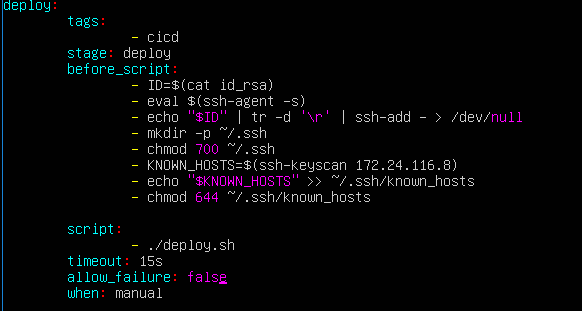 deploy:
tags:
- cicd
stage: deploy
before_script:
- ID=$(cat id_rsa)
- eval $(ssh-agent -s)
- echo "$ID" | tr -d '\r' | ssh-add - > /dev/null
- mkdir -p ~/.ssh
- chmod 700 ~/.ssh
- KNOWN_HOSTS=$(ssh-keyscan 172.24.116.8)
- echo "$KNOWN_HOSTS" >> ~/.ssh/known_hosts
- chmod 644 ~/.ssh/known_hosts
script:
- ./deploy.sh
timeout: 15s
allow_failure: false
when: manual